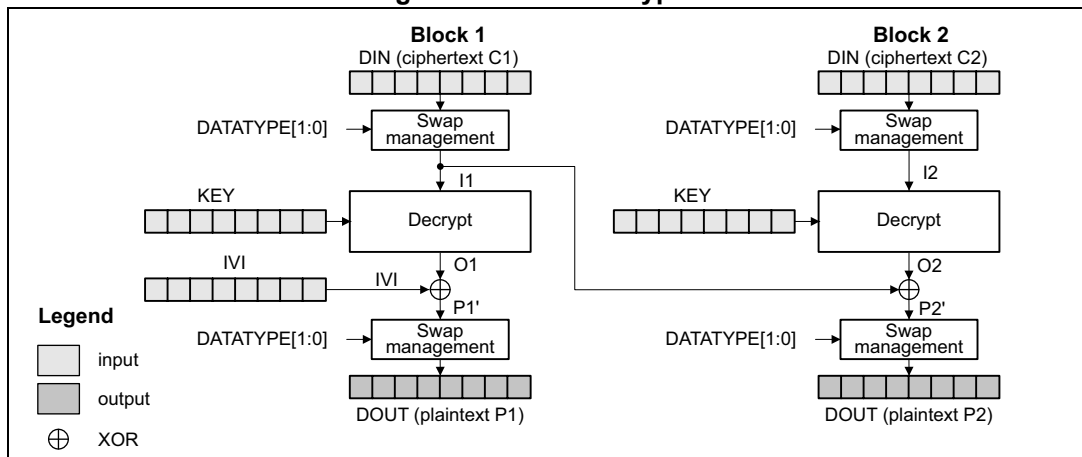 Block 1
DIN (ciphertext C1)
DATATYPE[1:0]
Swap
management
I1
KEY
Decrypt
IVI
IVI
O1
P1'
DATATYPE[1:0]
Swap
management
DOUT (plaintext P1)
Block 2
DIN (ciphertext C2)
DATATYPE[1:0]
Swap
management
I2
KEY
Decrypt
O2
P2'
DATATYPE[1:0]
Swap
management
DOUT (plaintext P2)
Legend
input
output
XOR